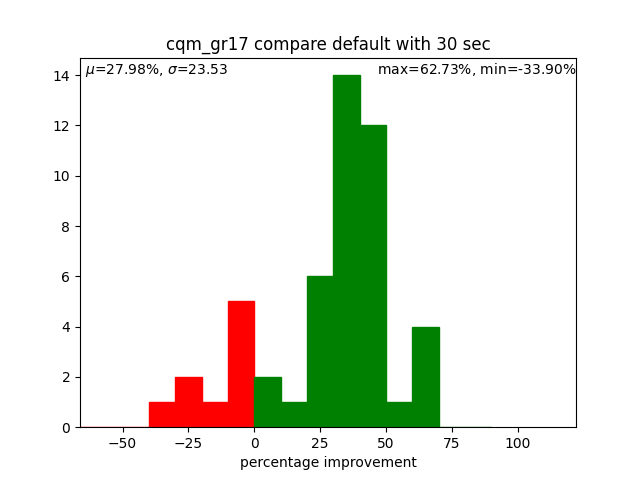 cqm_gr17 compare default with 30 sec
μ=27.98%, σ=23.53 max=62.73%, min=-33.90%
14
12
10
8
6
4
2
0
−50 −25 0 25 50 75 100
percentage improvement